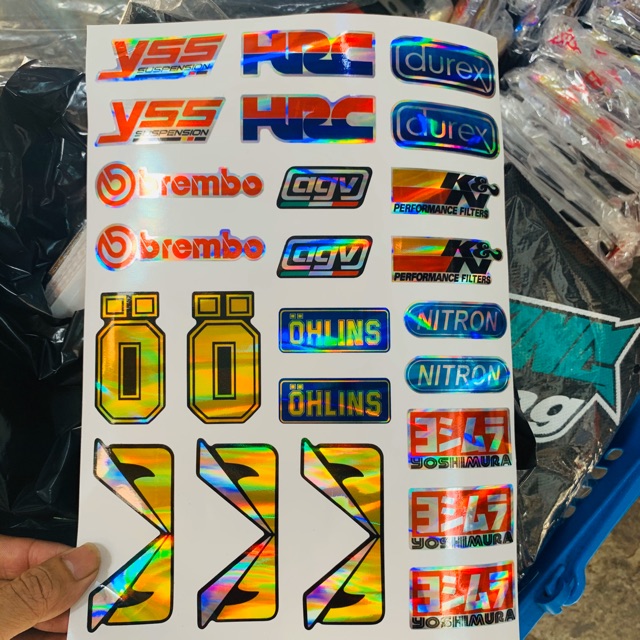 yss
SUSPENSION
HRC
durex
yss
SUSPENSION
HRC
durex
brembo
agv
K&N
PERFORMANCE FILTERS
brembo
agv
K&N
PERFORMANCE FILTERS
Ö
Ö
ÖHLINS
NITRON
ÖHLINS
NITRON
ヨシムラ
YOSHIMURA
ヨシムラ
YOSHIMURA
ヨシムラ
YOSHIMURA